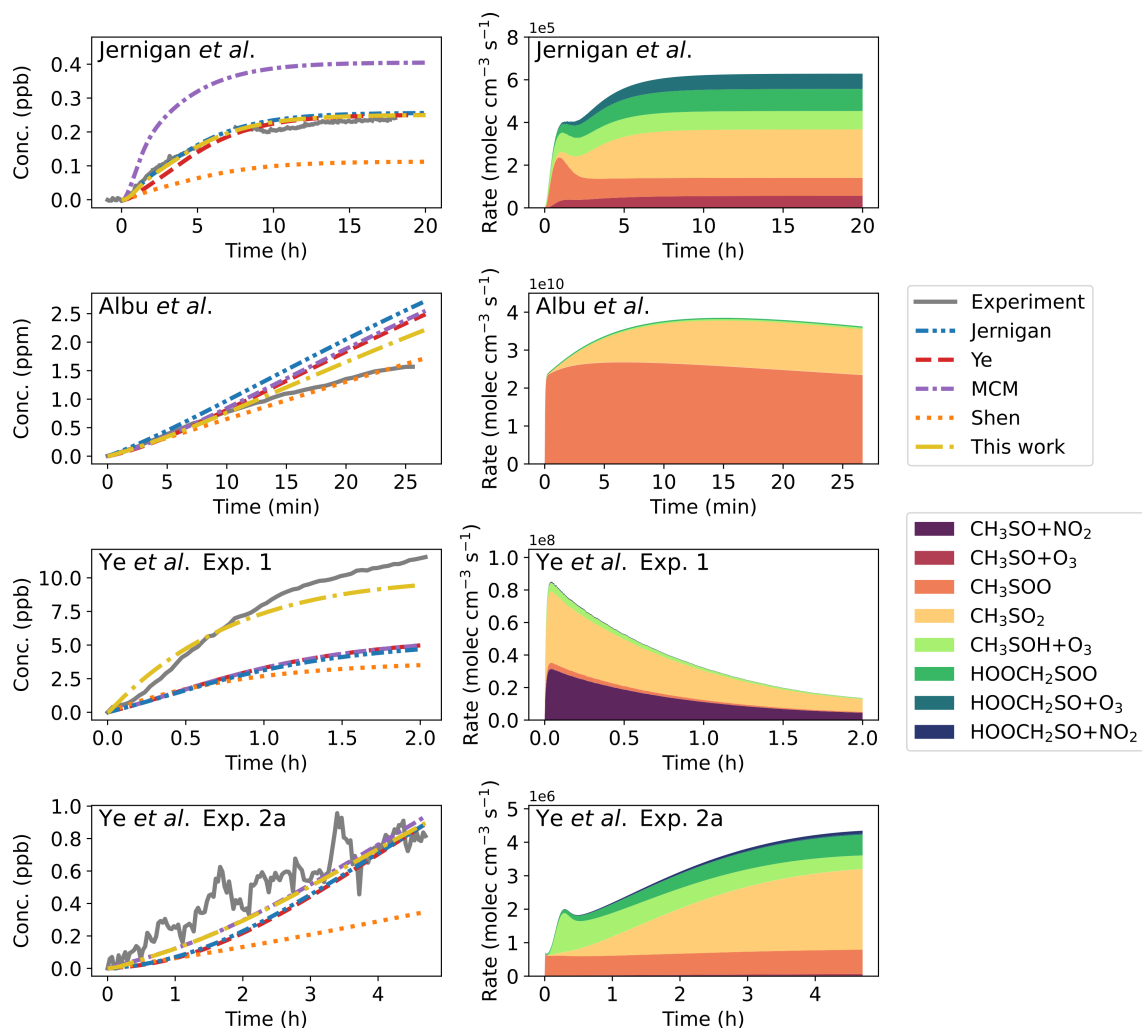 Jernigan et al.
Conc. (ppb)
0.4
0.3
0.2
0.1
0.0
0 5 10 15 20
Time (h)
1e5
Jernigan et al.
Rate (molec cm⁻³ s⁻¹)
8
6
4
2
0
0 5 10 15 20
Time (h)
Albu et al.
Conc. (ppm)
2.5
2.0
1.5
1.0
0.5
0.0
0 5 10 15 20 25
Time (min)
1e10
Albu et al.
Rate (molec cm⁻³ s⁻¹)
4
3
2
1
0
0 5 10 15 20 25
Time (min)
Experiment
Jernigan
Ye
MCM
Shen
This work
Ye et al. Exp. 1
Conc. (ppb)
10.0
7.5
5.0
2.5
0.0
0.0 0.5 1.0 1.5 2.0
Time (h)
1e8
Ye et al. Exp. 1
Rate (molec cm⁻³ s⁻¹)
1.0
0.8
0.6
0.4
0.2
0.0
0.0 0.5 1.0 1.5 2.0
Time (h)
CH₃SO+NO₂
CH₃SO+O₃
CH₃SOO
CH₃SO₂
CH₃SOH+O₃
HOOCH₂SOO
HOOCH₂SO+O₃
HOOCH₂SO+NO₂
Ye et al. Exp. 2a
Conc. (ppb)
1.0
0.8
0.6
0.4
0.2
0.0
0 1 2 3 4
Time (h)
1e6
Ye et al. Exp. 2a
Rate (molec cm⁻³ s⁻¹)
5
4
3
2
1
0
0 1 2 3 4
Time (h)